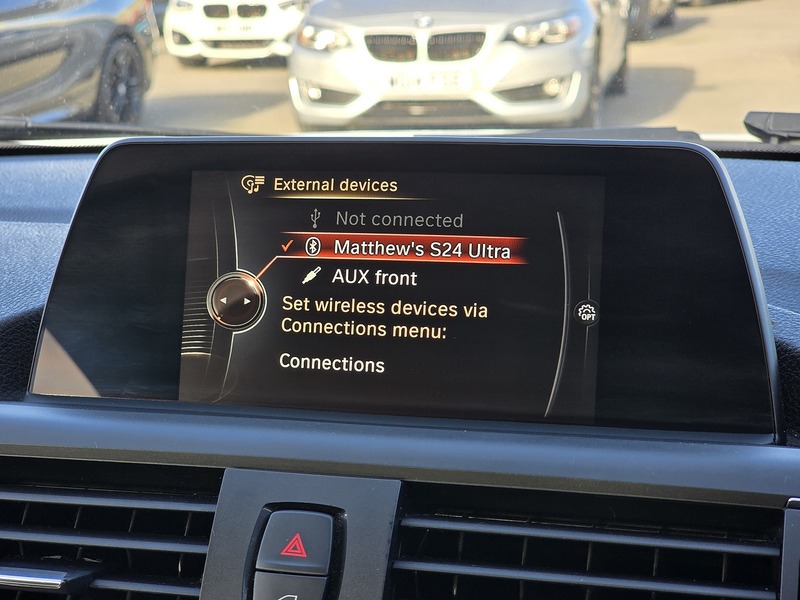 External devices
Not connected
Matthew's S24 Ultra
AUX front
OPT
Set wireless devices via
Connections menu:
Connections